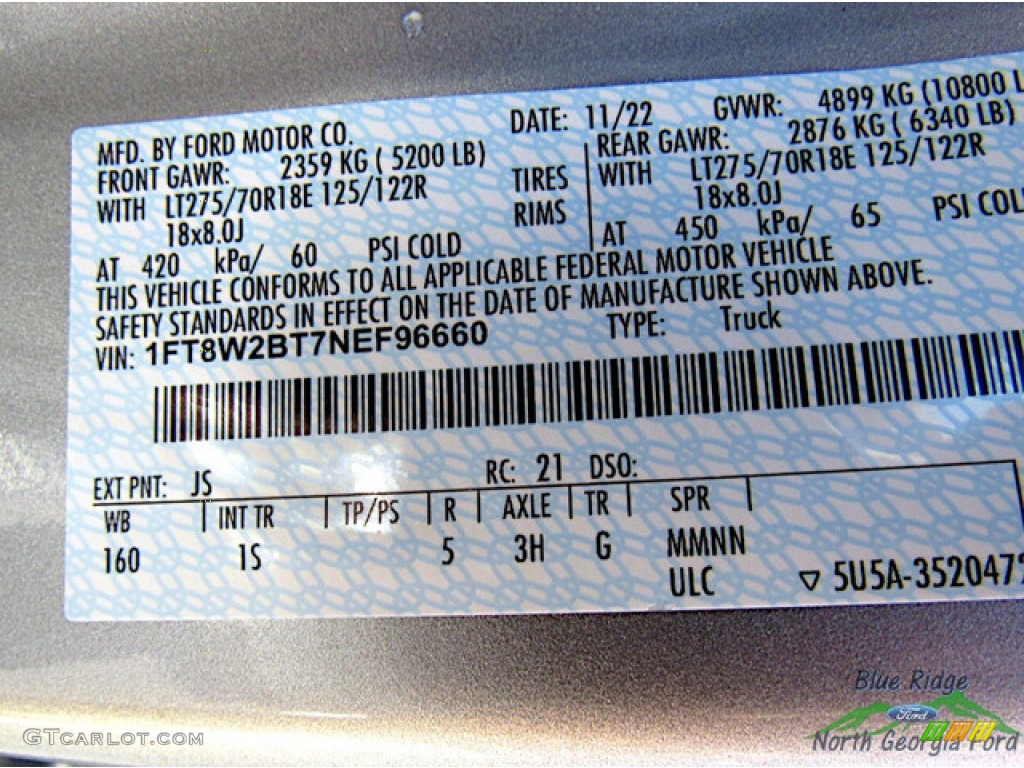 MFD. BY FORD MOTOR CO. DATE: 11/22 GVWR: 4899 KG (10800 L
FRONT GAWR: 2359 KG ( 5200 LB) REAR GAWR: 2876 KG ( 6340 LB)
WITH LT275/70R18E 125/122R TIRES WITH LT275/70R18E 125/122R
18x8.0J RIMS 18x8.0J
AT 420 kPa/ 60 PSI COLD AT 450 kPa/ 65 PSI COL
THIS VEHICLE CONFORMS TO ALL APPLICABLE FEDERAL MOTOR VEHICLE
SAFETY STANDARDS IN EFFECT ON THE DATE OF MANUFACTURE SHOWN ABOVE.
VIN: 1FT8W2BT7NEF96660 TYPE: Truck
EXT PNT: JS RC: 21 DSO:
WB INT TR TP/PS R AXLE TR SPR
160 1S 5 3H G MMNN
ULC 5U5A-3520472
Blue Ridge
Ford
North Georgia Ford
GTcarlot.com